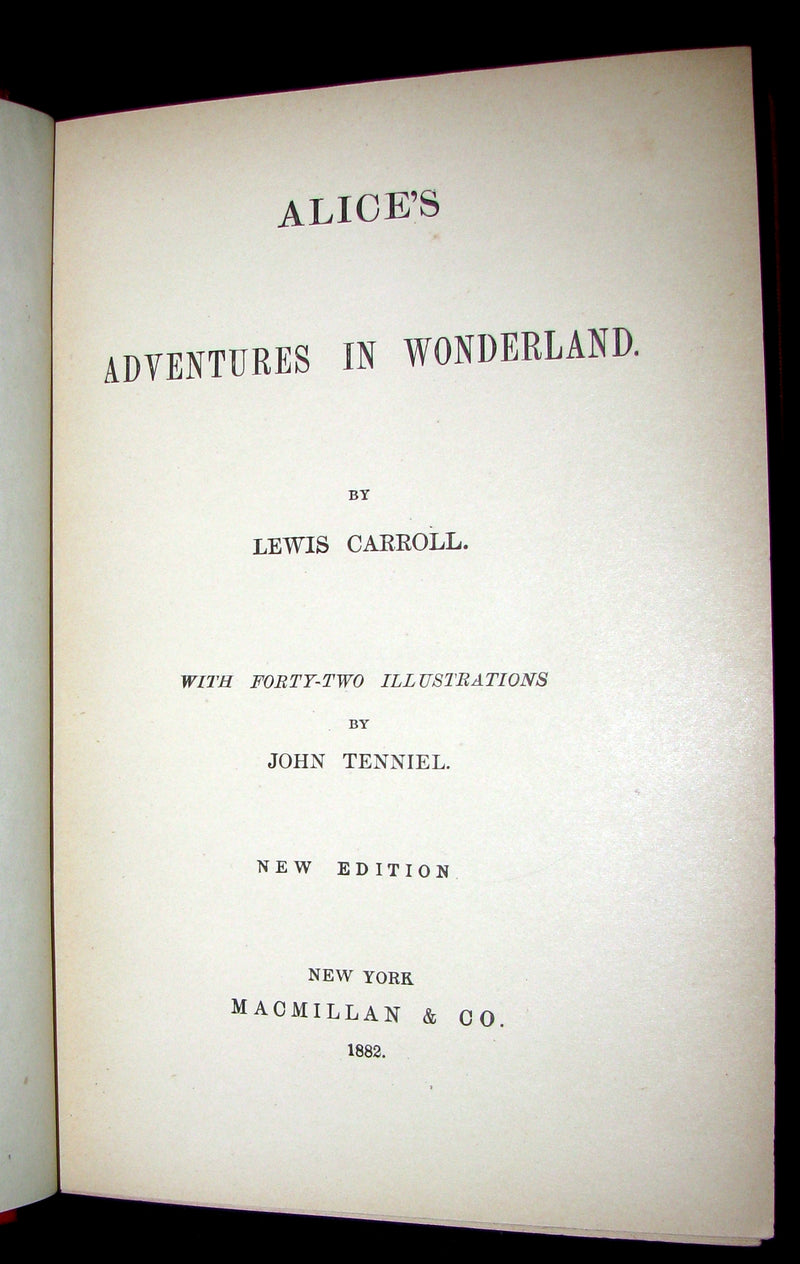 ALICE'S
ADVENTURES IN WONDERLAND.
BY
LEWIS CARROLL.
WITH FORTY-TWO ILLUSTRATIONS
BY
JOHN TENNIEL.
NEW EDITION
NEW YORK
MACMILLAN & CO.
1882.